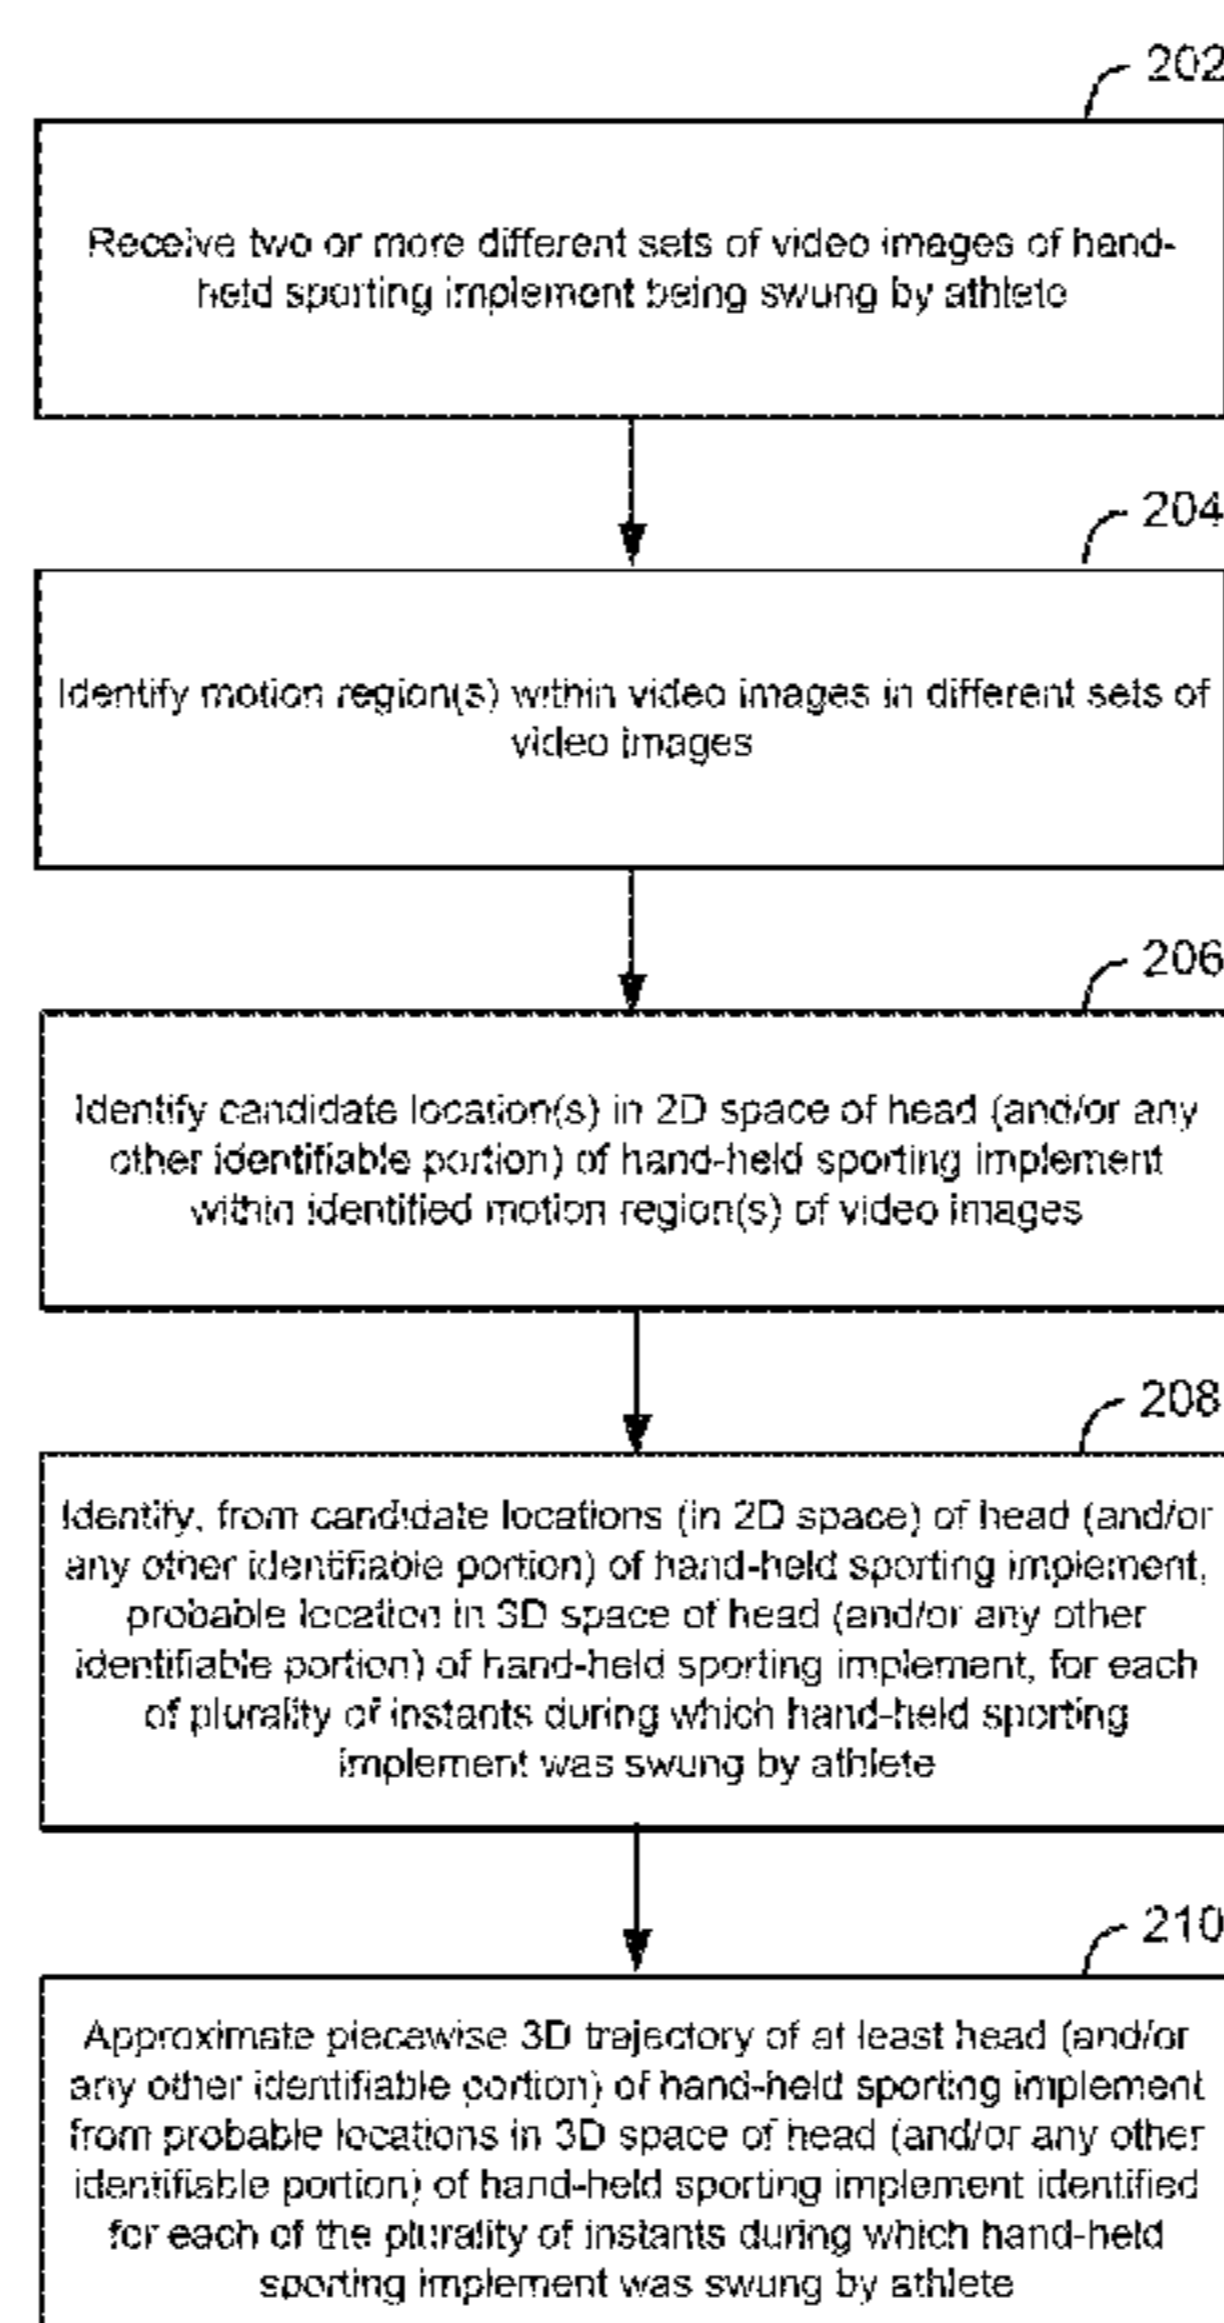 202
Receive two or more different sets of video images of hand-
held sporting implement being swung by athlete
204
Identify motion region(s) within video images in different sets of
video images
206
Identify candidate location(s) in 2D space of head (and/or any
other identifiable portion) of hand-held sporting implement
within identified motion region(s) of video images
208
Identify, from candidate locations (in 2D space) of head (and/or
any other identifiable portion) of hand-held sporting implement,
probable location in 3D space of head (and/or any other
identifiable portion) of hand-held sporting implement, for each
of plurality of instants during which hand-held sporting
implement was swung by athlete
210
Approximate piecewise 3D trajectory of at least head (and/or
any other identifiable portion) of hand-held sporting implement
from probable locations in 3D space of head (and/or any other
identifiable portion) of hand-held sporting implement identified
for each of the plurality of instants during which hand-held
sporting implement was swung by athlete